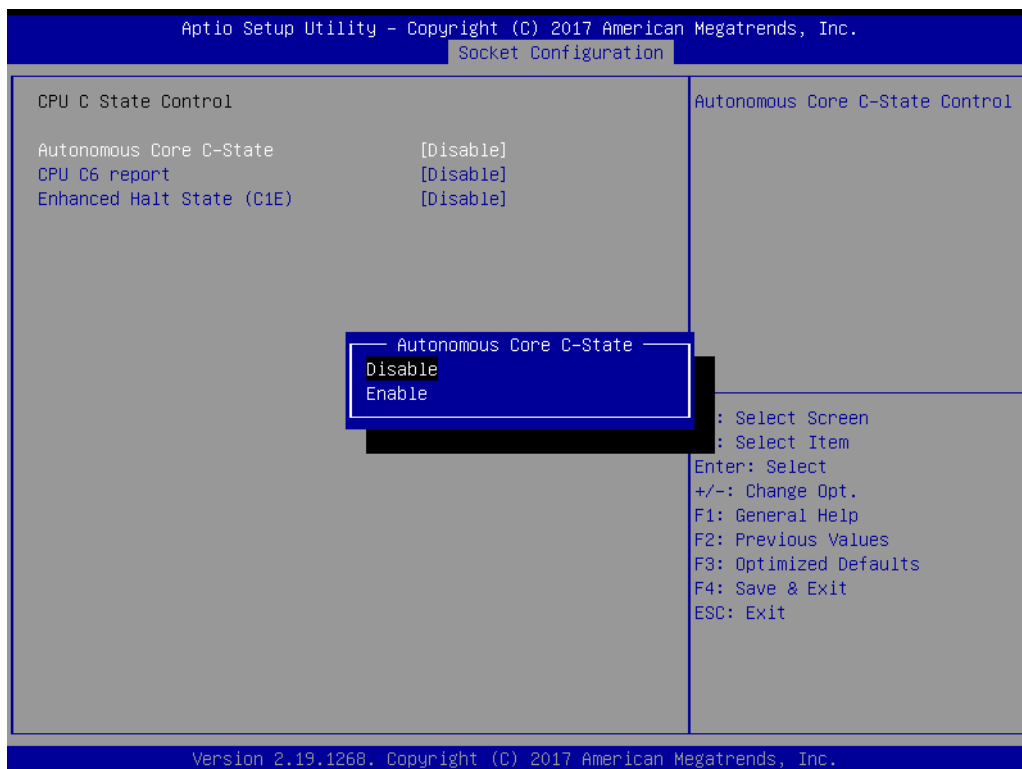 Aptio Setup Utility – Copyright (C) 2017 American Megatrends, Inc.
Socket Configuration
CPU C State Control
Autonomous Core C-State [Disable]
CPU C6 report [Disable]
Enhanced Halt State (C1E) [Disable]
Autonomous Core C-State Control
Autonomous Core C-State
Disable
Enable
: Select Screen
: Select Item
Enter: Select
+/-: Change Opt.
F1: General Help
F2: Previous Values
F3: Optimized Defaults
F4: Save & Exit
ESC: Exit
Version 2.19.1268. Copyright (C) 2017 American Megatrends, Inc.